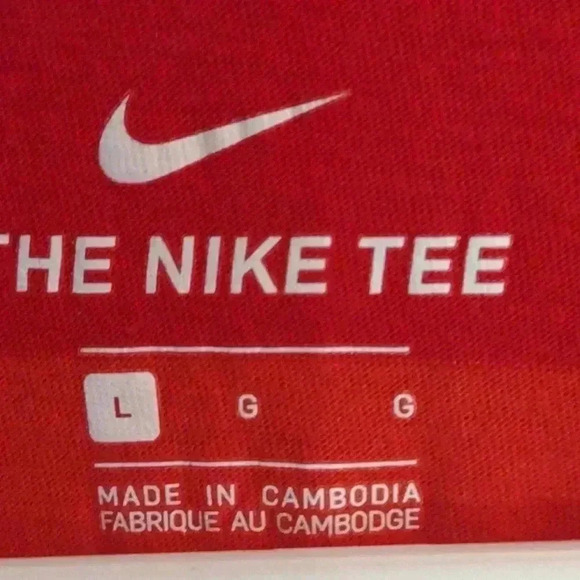 THE NIKE TEE
L G G
MADE IN CAMBODIA
FABRIQUE AU CAMBODGE